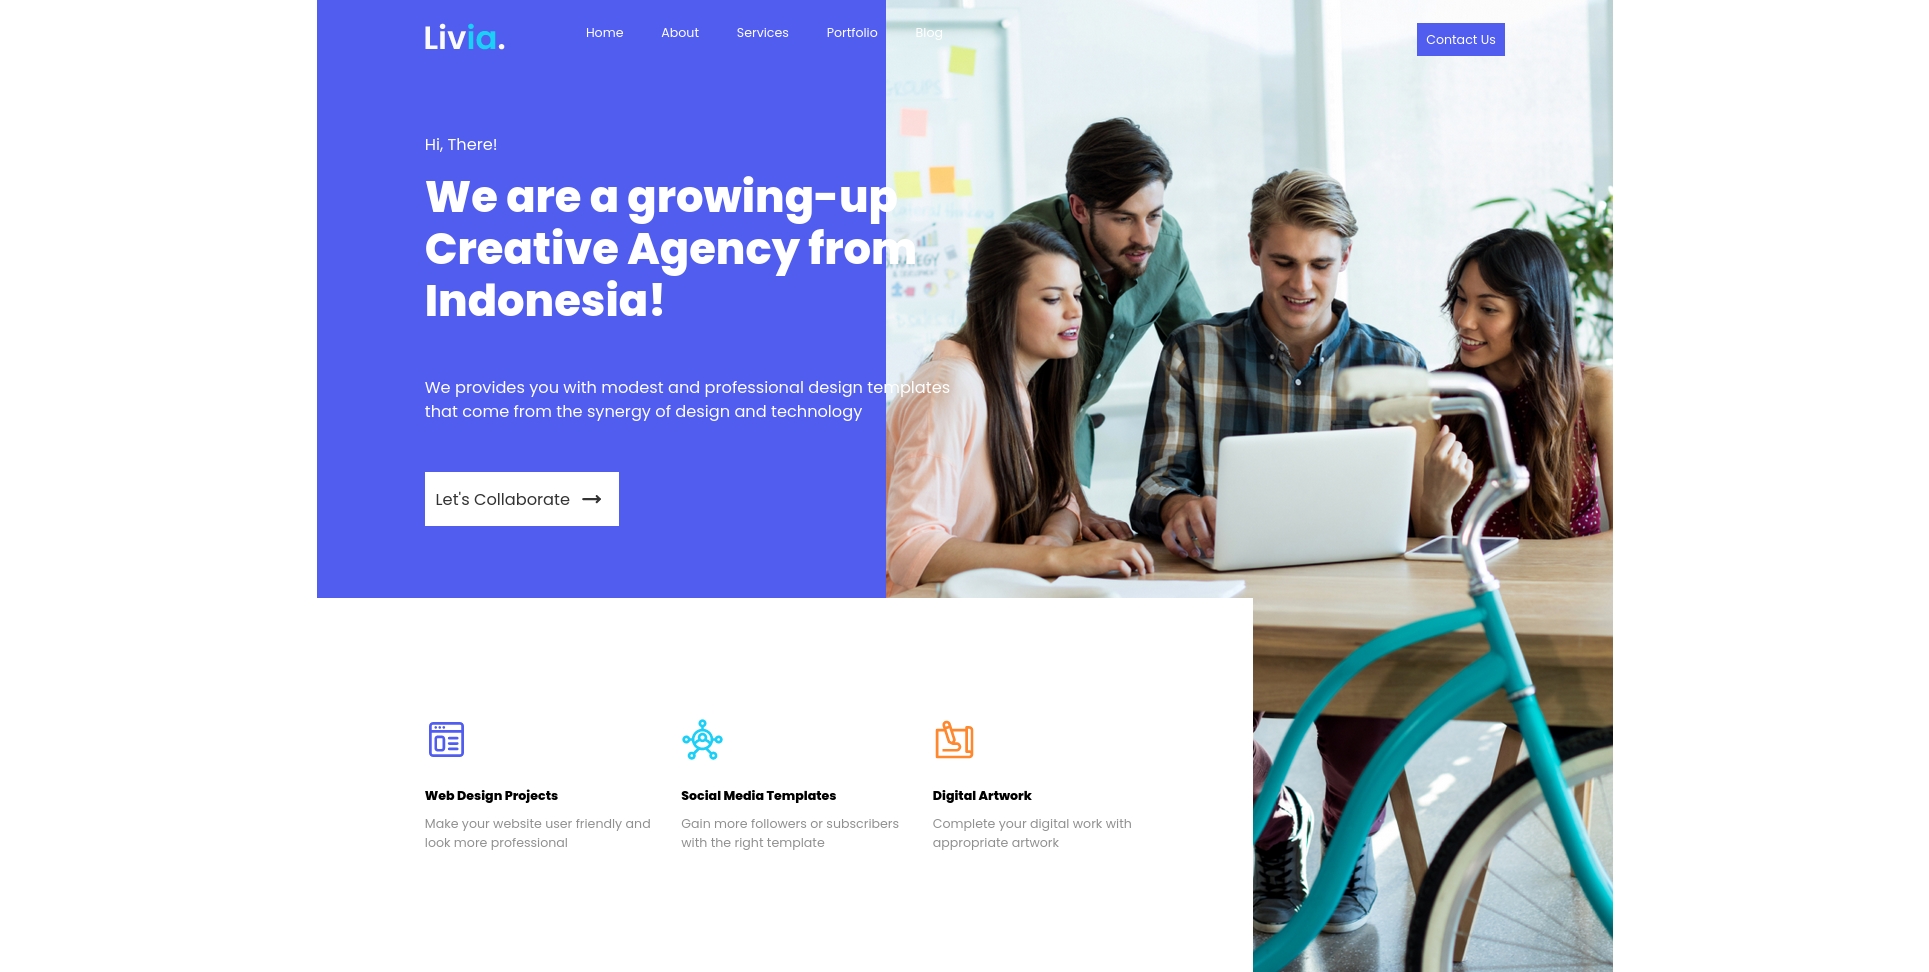 Livia.
Home About Services Portfolio Blog
Contact Us
Hi, There!
We are a growing-up
Creative Agency from
Indonesia!
We provides you with modest and professional design templates
that come from the synergy of design and technology
Let's Collaborate
Web Design Projects
Make your website user friendly and
look more professional
Social Media Templates
Gain more followers or subscribers
with the right template
Digital Artwork
Complete your digital work with
appropriate artwork